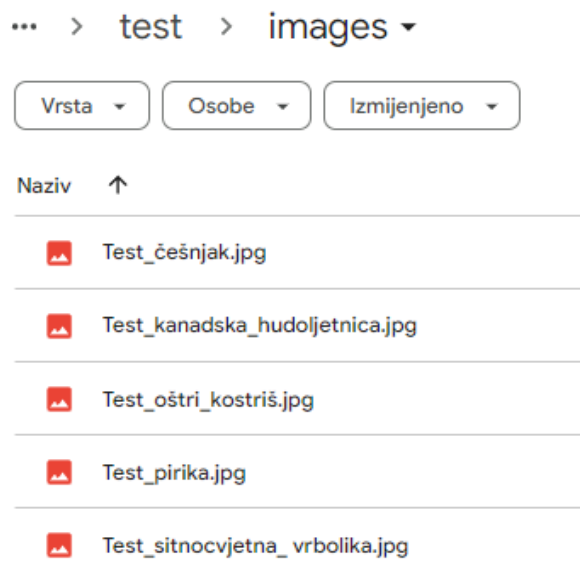 ··· > test > images
Vrsta Osobe Izmijenjeno
Naziv ↑
Test_češnjak.jpg
Test_kanadska_hudoljetnica.jpg
Test_oštri_kostriš.jpg
Test_pirika.jpg
Test_sitnocvjetna_ vrbolika.jpg